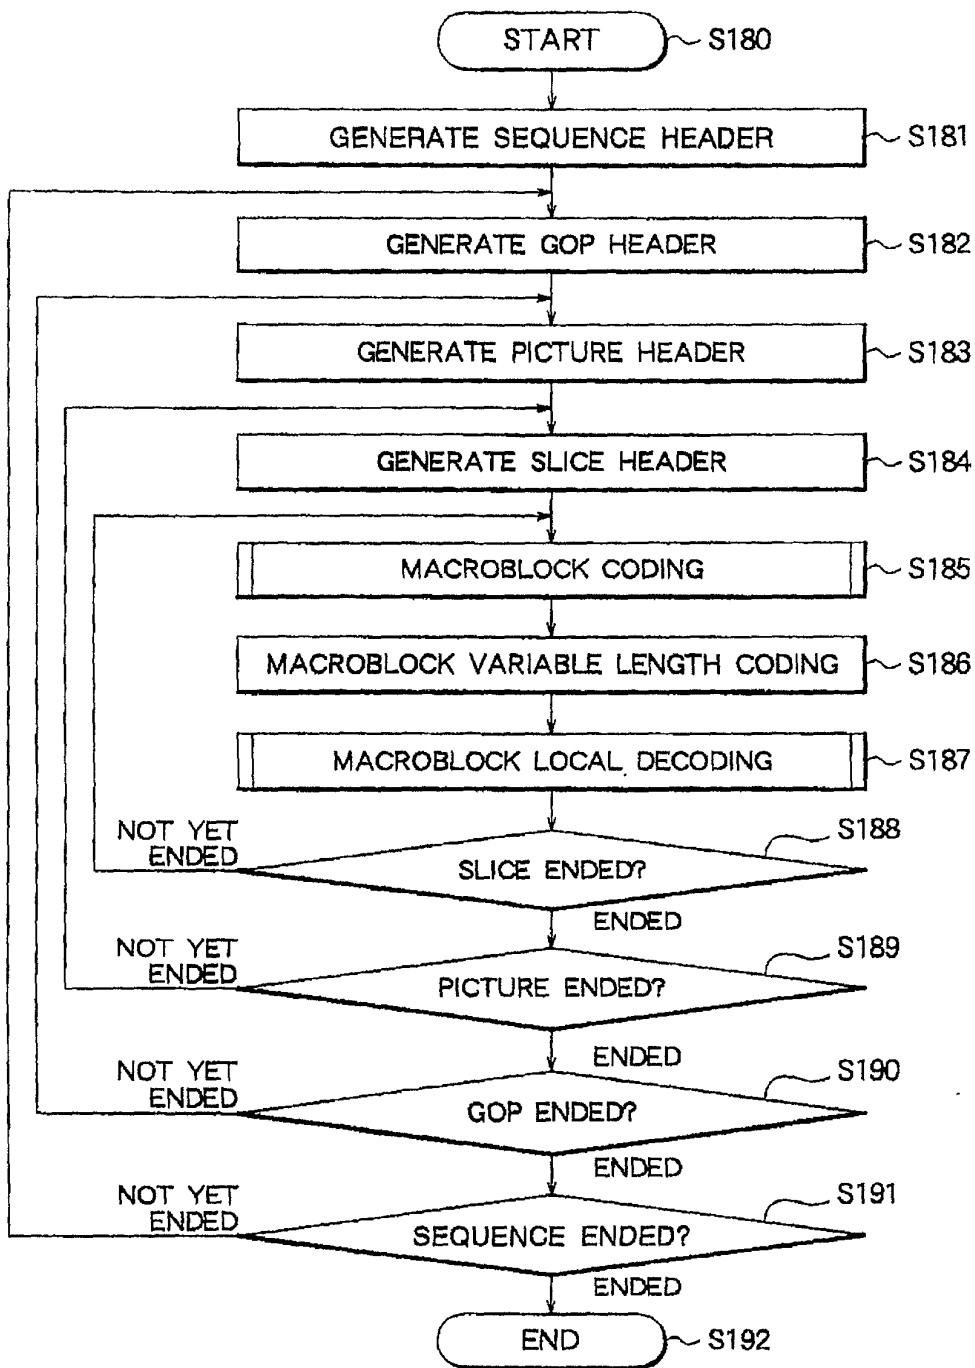 START
S180
GENERATE SEQUENCE HEADER
S181
GENERATE GOP HEADER
S182
GENERATE PICTURE HEADER
S183
GENERATE SLICE HEADER
S184
MACROBLOCK CODING
S185
MACROBLOCK VARIABLE LENGTH CODING
S186
MACROBLOCK LOCAL DECODING
S187
NOT YET
ENDED
SLICE ENDED?
S188
ENDED
NOT YET
ENDED
PICTURE ENDED?
S189
ENDED
NOT YET
ENDED
GOP ENDED?
S190
ENDED
NOT YET
ENDED
SEQUENCE ENDED?
S191
ENDED
END
S192